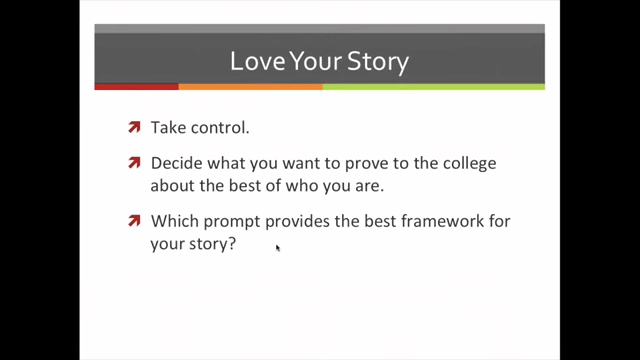 Love Your Story
Take control.
Decide what you want to prove to the college
about the best of who you are.
Which prompt provides the best framework for
your story?